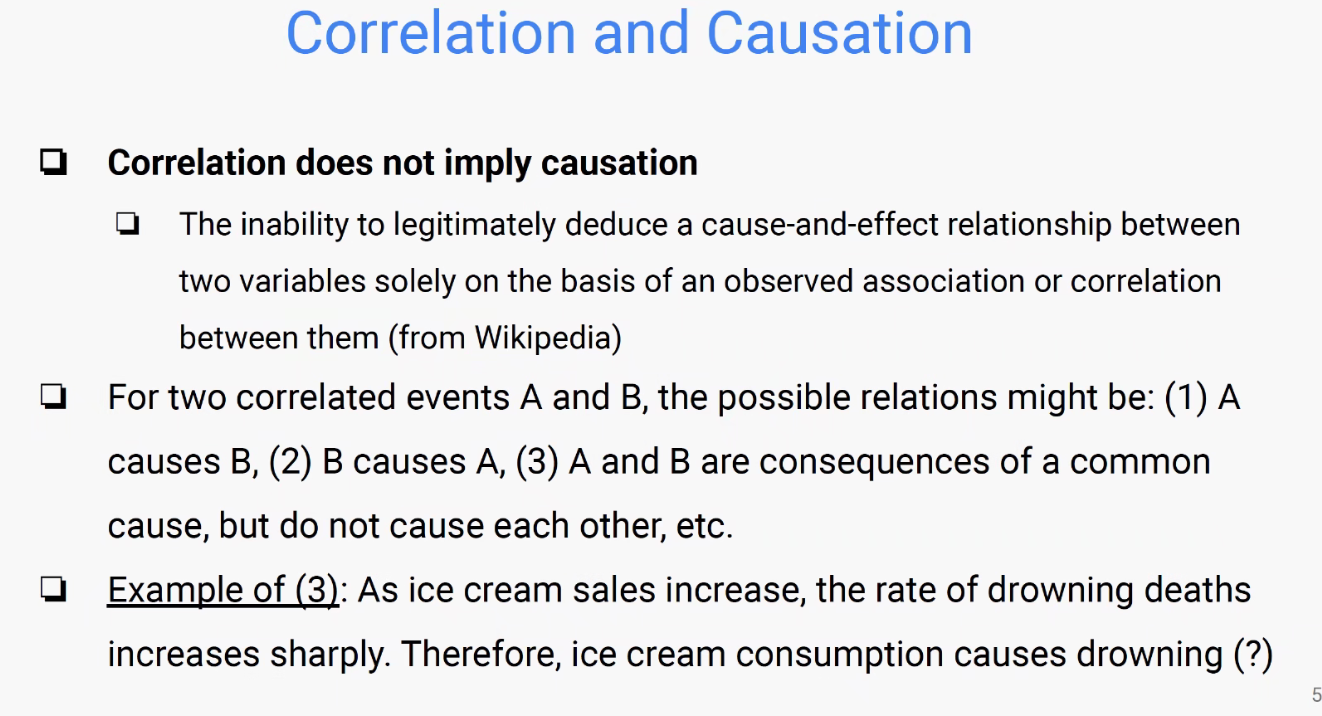 Correlation and Causation
Correlation does not imply causation
The inability to legitimately deduce a cause-and-effect relationship between
two variables solely on the basis of an observed association or correlation
between them (from Wikipedia)
For two correlated events A and B, the possible relations might be: (1) A
causes B, (2) B causes A, (3) A and B are consequences of a common
cause, but do not cause each other, etc.
Example of (3): As ice cream sales increase, the rate of drowning deaths
increases sharply. Therefore, ice cream consumption causes drowning (?)
5